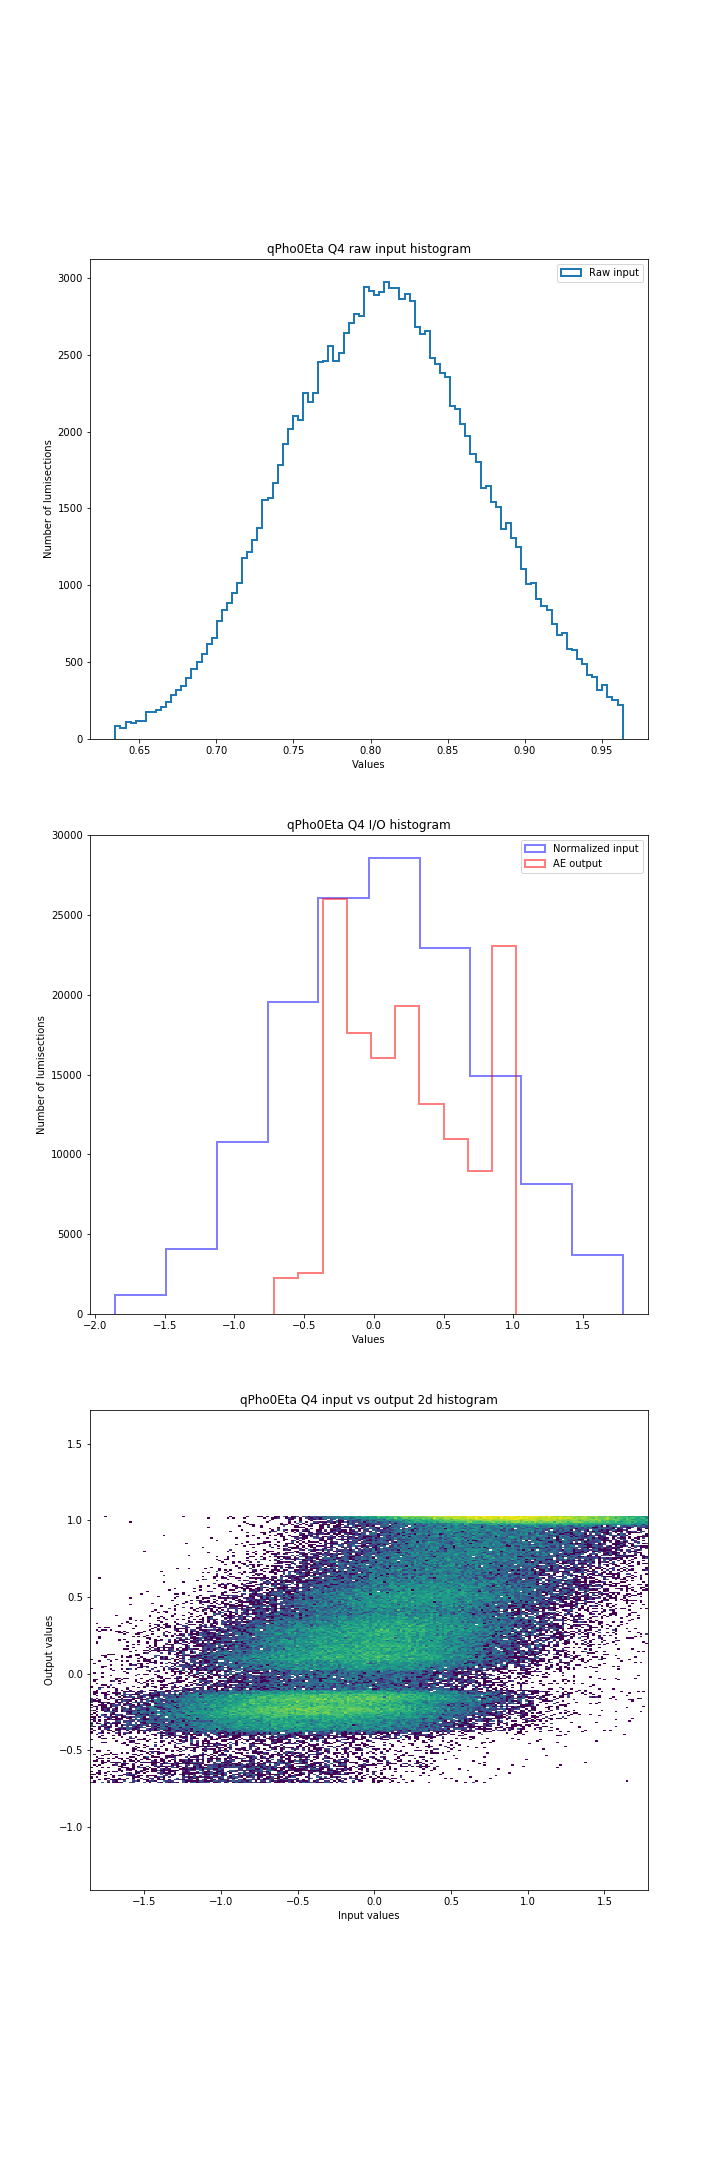 qPho0Eta Q4 raw input histogram
Raw input
3000
2500
2000
1500
1000
500
0
Number of lumisections
0.65 0.70 0.75 0.80 0.85 0.90 0.95
Values
qPho0Eta Q4 I/O histogram
Normalized input
AE output
30000
25000
20000
15000
10000
5000
0
Number of lumisections
−2.0 −1.5 −1.0 −0.5 0.0 0.5 1.0 1.5
Values
qPho0Eta Q4 input vs output 2d histogram
1.5
1.0
0.5
0.0
−0.5
−1.0
Output values
−1.5 −1.0 −0.5 0.0 0.5 1.0 1.5
Input values